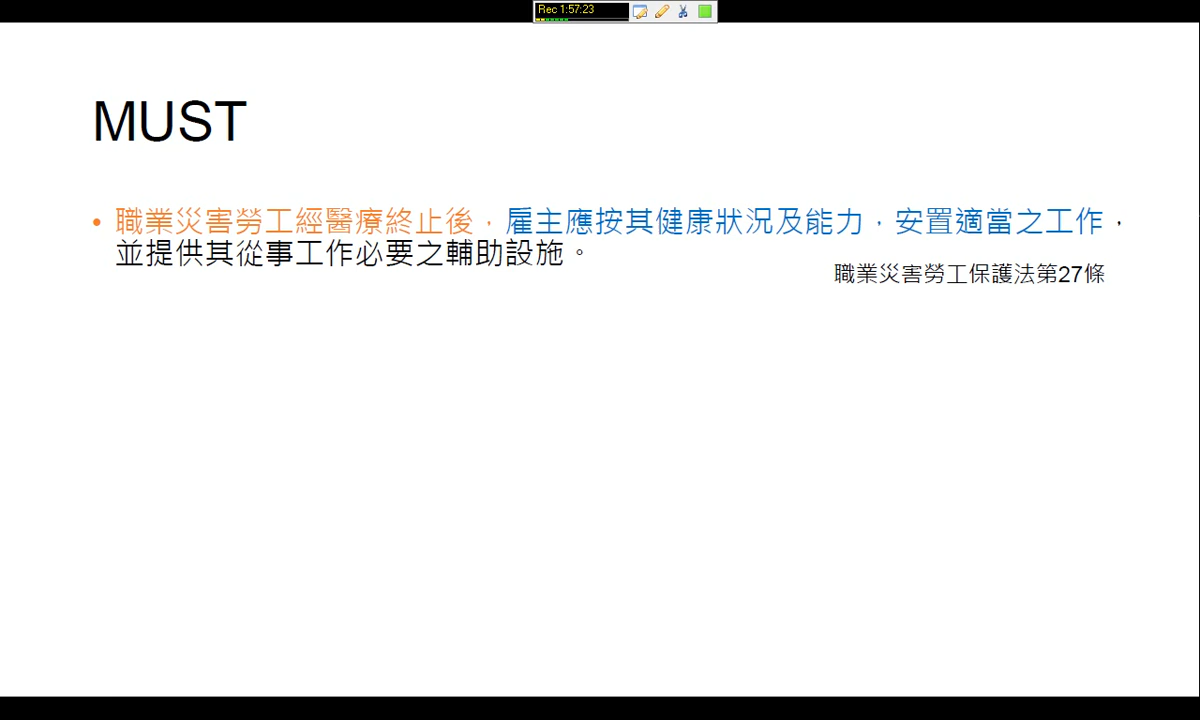 Rec 1:57:23
MUST
• 職業災害勞工經醫療終止後，雇主應按其健康狀況及能力，安置適當之工作，
並提供其從事工作必要之輔助設施。
職業災害勞工保護法第27條